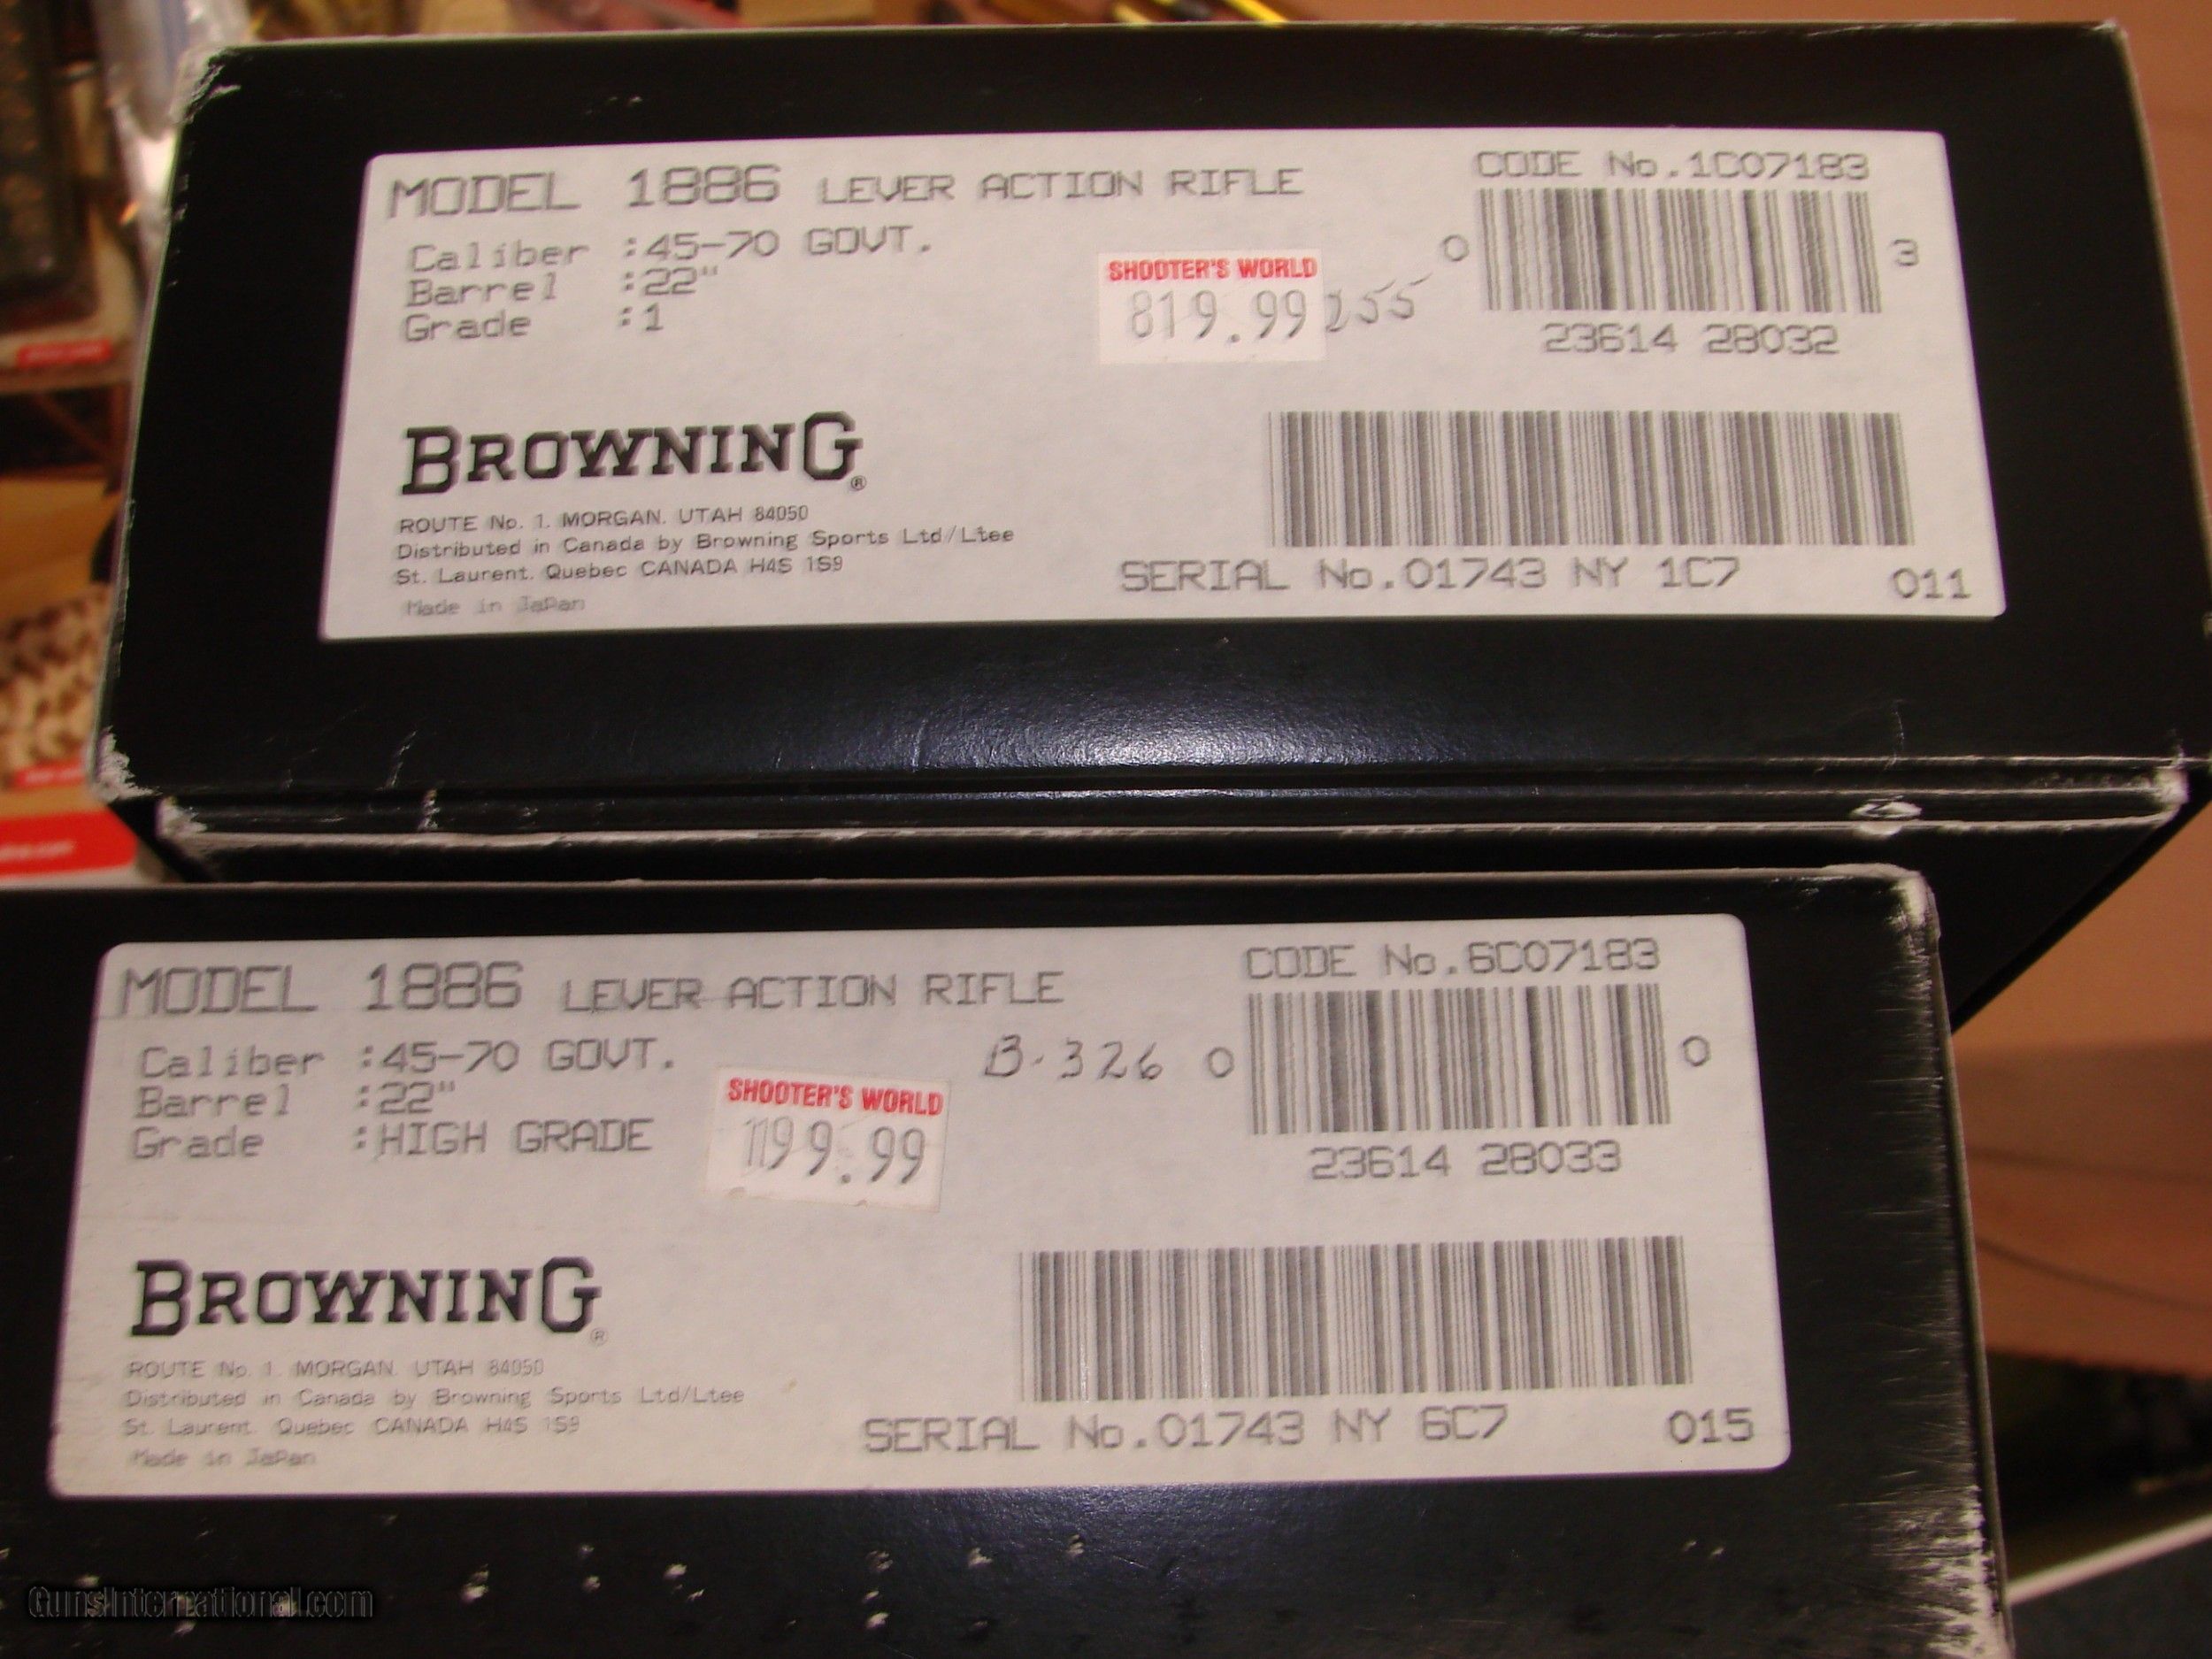 MODEL 1886 LEVER ACTION RIFLE
CODE No.1C07183
Caliber :45-70 GOVT.
Barrel :22"
Grade :1
SHOOTER'S WORLD
819.99 255
0 3
23614 28032
BROWNING®
ROUTE No. 1, MORGAN, UTAH 84050
Distributed in Canada by Browning Sports Ltd/Ltee
St. Laurent, Quebec CANADA H4S 1S9
Made in Japan
SERIAL No.01743 NY 1C7 011
MODEL 1886 LEVER ACTION RIFLE
CODE No.6C07183
Caliber :45-70 GOVT.
Barrel :22"
Grade :HIGH GRADE
SHOOTER'S WORLD
1199.99
B-326
0 0
23614 28033
BROWNING®
ROUTE No 1, MORGAN, UTAH 84050
Distributed in Canada by Browning Sports Ltd/Ltee
St. Laurent, Quebec CANADA H4S 1S9
Made in Japan
SERIAL No.01743 NY 6C7 015
GunsInternational.com